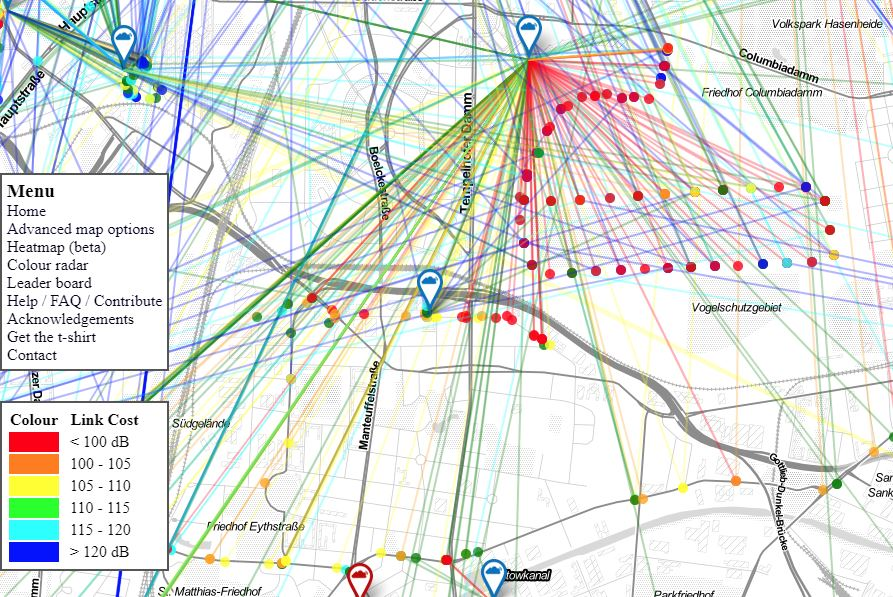 Volkspark Hasenheide
Columbiadamm
Friedhof Columbiadamm
Hauptstraße
Tempelhofer Damm
Boelckestraße
Menu
Home
Advanced map options
Heatmap (beta)
Colour radar
Leader board
Help / FAQ / Contribute
Acknowledgements
Get the t-shirt
Contact
Vogelschutzgebiet
Manteuffelstraße
Colour Link Cost
< 100 dB
100 - 105
105 - 110
110 - 115
115 - 120
> 120 dB
Südgelände
Gottlieb-Dunkel-Brücke
Friedhof Eythstraße
towkanal
St. Matthias-Friedhof
Parkfriedhof